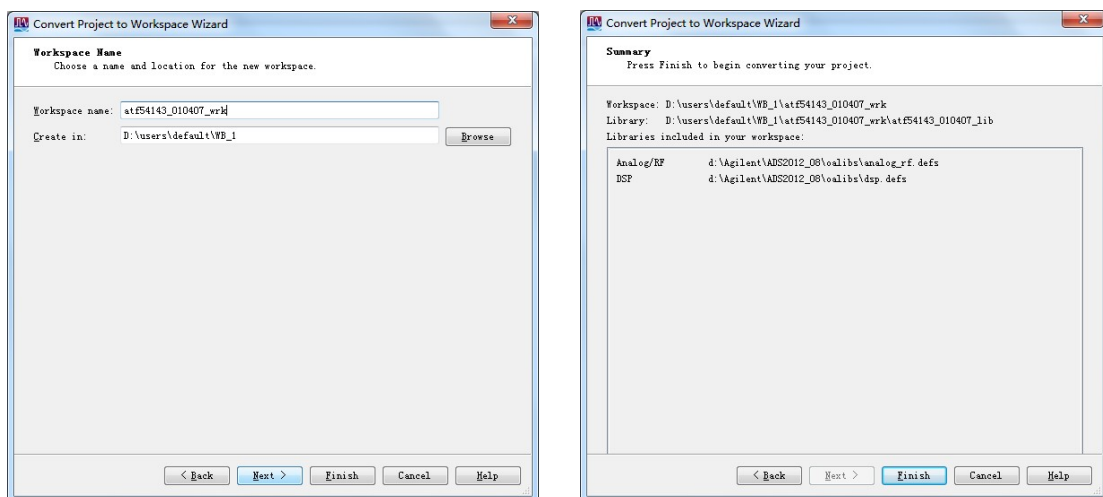 Convert Project to Workspace Wizard
Workspace Name
Choose a name and location for the new workspace.
Workspace name: atf54143_010407_wrk
Create in: D:\users\default\WB_1 Browse
< Back Next > Finish Cancel Help
Convert Project to Workspace Wizard
Summary
Press Finish to begin converting your project.
Workspace: D:\users\default\WB_1\atf54143_010407_wrk
Library: D:\users\default\WB_1\atf54143_010407_wrk\atf54143_010407_lib
Libraries included in your workspace:
Analog/RF d:\Agilent\ADS2012_08\oalibs\analog_rf.defs
DSP d:\Agilent\ADS2012_08\oalibs\dsp.defs
< Back Next > Finish Cancel Help